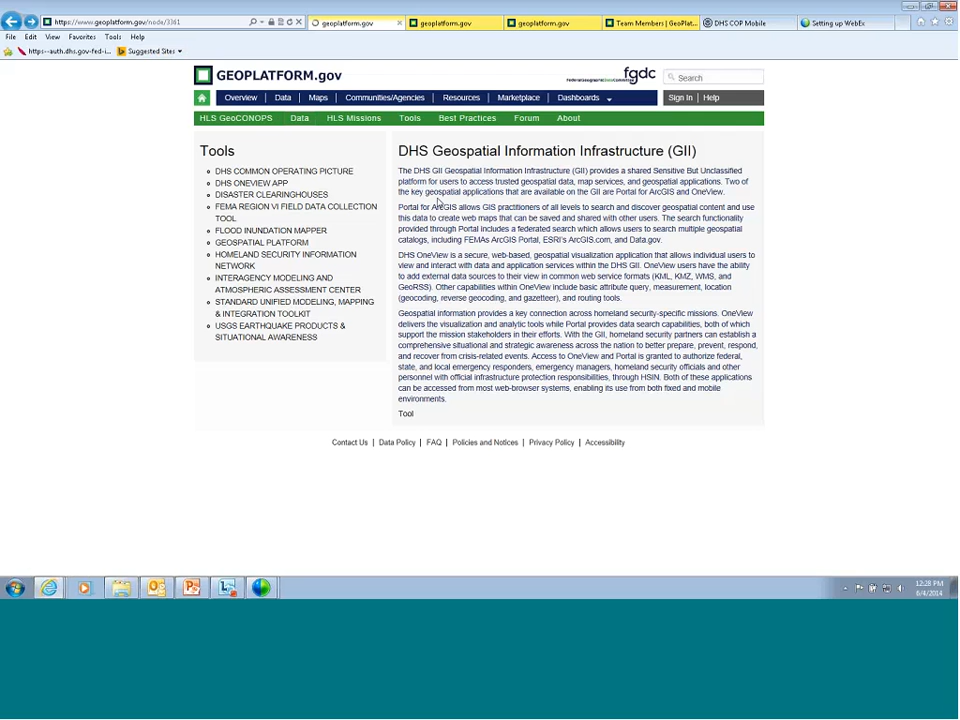 https://www.geoplatform.gov/node/3361
geoplatform.gov
geoplatform.gov
geoplatform.gov
Team Members | GeoPlat...
DHS COP Mobile
Setting up WebEx
File Edit View Favorites Tools Help
https--auth.dhs.gov-fed-i...
Suggested Sites
GEOPLATFORM.gov
fgdc
Search
Overview | Data | Maps | Communities/Agencies | Resources | Marketplace | Dashboards
Sign In | Help
HLS GeoCONOPS Data HLS Missions Tools Best Practices Forum About
Tools
DHS COMMON OPERATING PICTURE
DHS ONEVIEW APP
DISASTER CLEARINGHOUSES
FEMA REGION VI FIELD DATA COLLECTION
TOOL
FLOOD INUNDATION MAPPER
GEOSPATIAL PLATFORM
HOMELAND SECURITY INFORMATION
NETWORK
INTERAGENCY MODELING AND
ATMOSPHERIC ASSESSMENT CENTER
STANDARD UNIFIED MODELING, MAPPING
& INTEGRATION TOOLKIT
USGS EARTHQUAKE PRODUCTS &
SITUATIONAL AWARENESS
DHS Geospatial Information Infrastructure (GII)
The DHS GII Geospatial Information Infrastructure (GII) provides a shared Sensitive But Unclassified
platform for users to access trusted geospatial data, map services, and geospatial applications. Two of
the key geospatial applications that are available on the GII are Portal for ArcGIS and OneView.
Portal for ArcGIS allows GIS practitioners of all levels to search and discover geospatial content and use
this data to create web maps that can be saved and shared with other users. The search functionality
provided through Portal includes a federated search which allows users to search multiple geospatial
catalogs, including FEMAs ArcGIS Portal, ESRI's ArcGIS.com, and Data.gov.
DHS OneView is a secure, web-based, geospatial visualization application that allows individual users to
view and interact with data and application services within the DHS GII. OneView users have the ability
to add external data sources to their view in common web service formats (KML, KMZ, WMS, and
GeoRSS). Other capabilities within OneView include basic attribute query, measurement, location
(geocoding, reverse geocoding, and gazetteer), and routing tools.
Geospatial information provides a key connection across homeland security-specific missions. OneView
delivers the visualization and analytic tools while Portal provides data search capabilities, both of which
support the mission stakeholders in their efforts. With the GII, homeland security partners can establish a
comprehensive situational and strategic awareness across the nation to better prepare, prevent, respond,
and recover from crisis-related events. Access to OneView and Portal is granted to authorize federal,
state, and local emergency responders, emergency managers, homeland security officials and other
personnel with official infrastructure protection responsibilities, through HSIN. Both of these applications
can be accessed from most web-browser systems, enabling its use from both fixed and mobile
environments.
Tool
Contact Us | Data Policy | FAQ | Policies and Notices | Privacy Policy | Accessibility
12:28 PM
6/4/2014